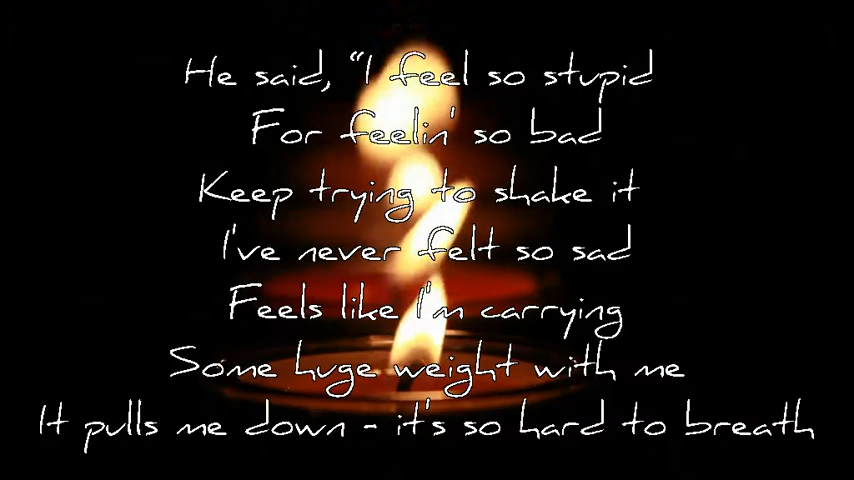 He said, "I feel so stupid
For feelin' so bad
Keep trying to shake it
I've never felt so sad
Feels like I'm carrying
Some huge weight with me
It pulls me down - it's so hard to breath